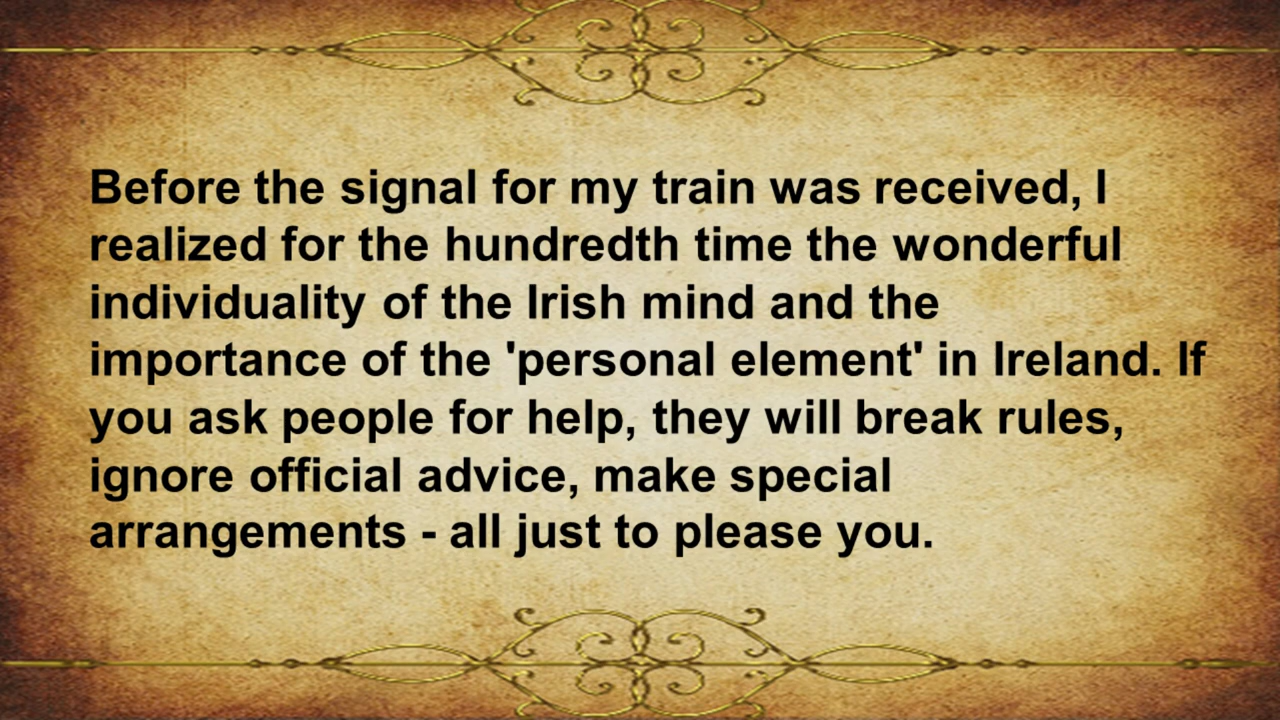 Before the signal for my train was received, I
realized for the hundredth time the wonderful
individuality of the Irish mind and the
importance of the 'personal element' in Ireland. If
you ask people for help, they will break rules,
ignore official advice, make special
arrangements - all just to please you.